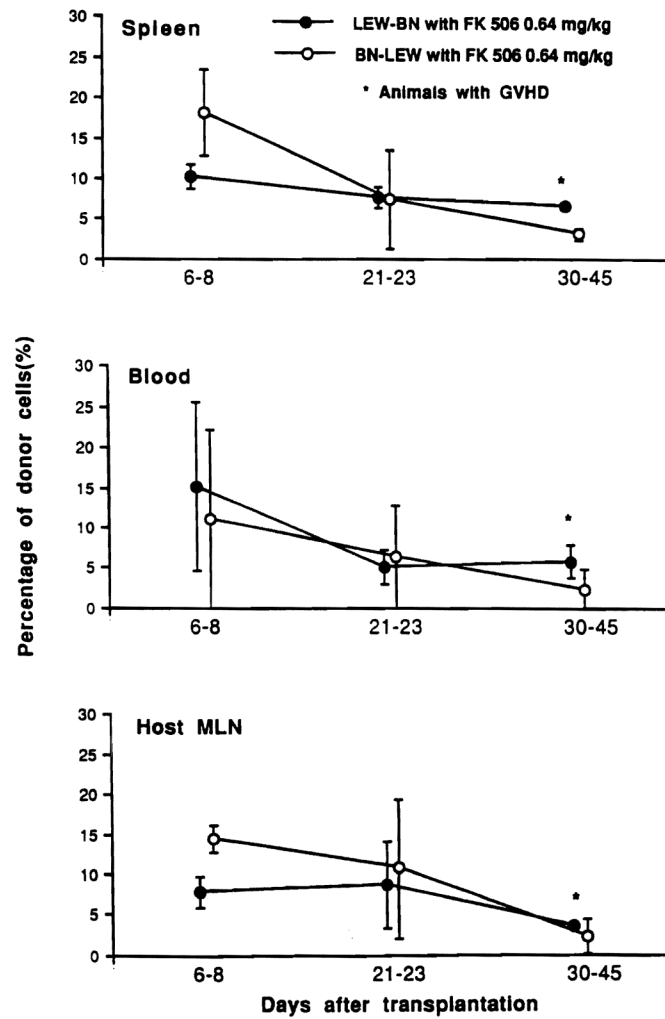 Spleen
LEW-BN with FK 506 0.64 mg/kg
BN-LEW with FK 506 0.64 mg/kg
* Animals with GVHD
30
25
20
15
10
5
0
*
6-8 21-23 30-45
Percentage of donor cells(%)
Blood
30
25
20
15
10
5
0
*
6-8 21-23 30-45
Host MLN
30
25
20
15
10
5
0
*
6-8 21-23 30-45
Days after transplantation